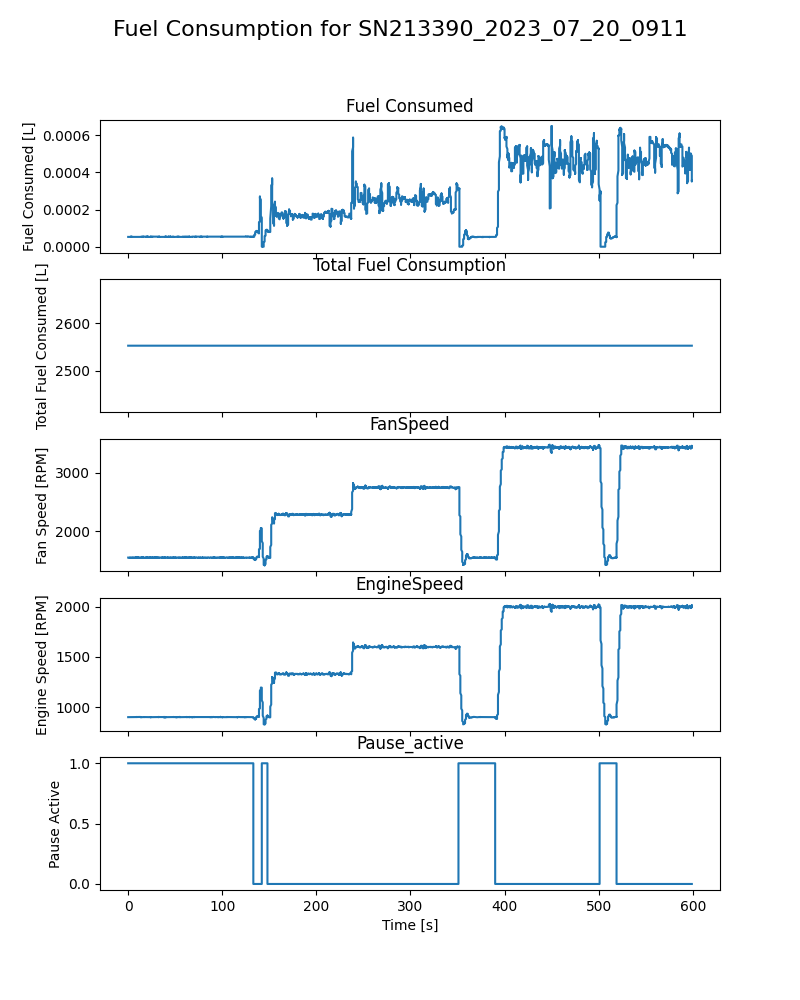 Fuel Consumption for SN213390_2023_07_20_0911
Fuel Consumed
Fuel Consumed [L]
0.0006
0.0004
0.0002
0.0000
Total Fuel Consumption
Total Fuel Consumed [L]
2600
2500
FanSpeed
Fan Speed [RPM]
3000
2000
EngineSpeed
Engine Speed [RPM]
2000
1500
1000
Pause_active
Pause Active
1.0
0.5
0.0
0 100 200 300 400 500 600
Time [s]